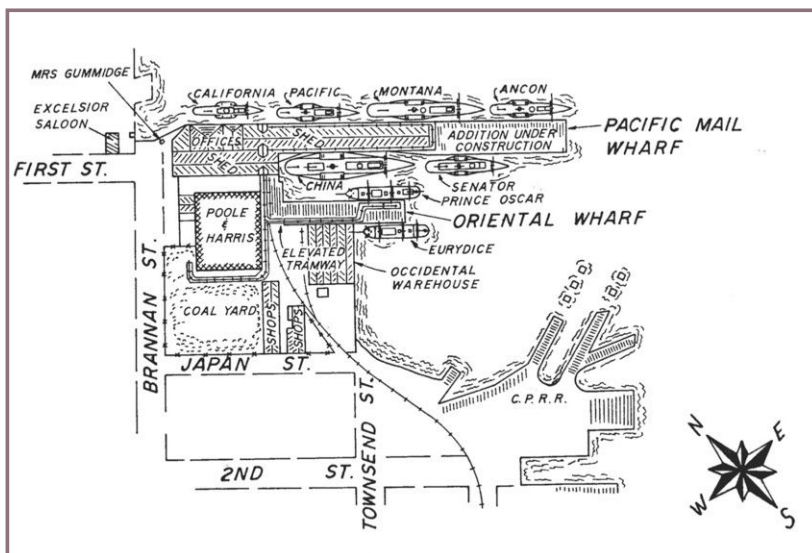 MRS GUMMIDGE
EXCELSIOR
SALOON
FIRST ST.
CALIFORNIA
PACIFIC
MONTANA
ANCON
OFFICES
SHED
SHED
ADDITION UNDER
CONSTRUCTION
PACIFIC MAIL
WHARF
CHINA
SENATOR
PRINCE OSCAR
ORIENTAL WHARF
EURYDICE
POOLE
&
HARRIS
ELEVATED
TRAMWAY
OCCIDENTAL
WAREHOUSE
COAL YARD
SHOPS
SHOPS
BRANNAN ST.
JAPAN ST.
TOWNSEND ST.
2ND ST.
C.P.R.R.
N
E
W
S